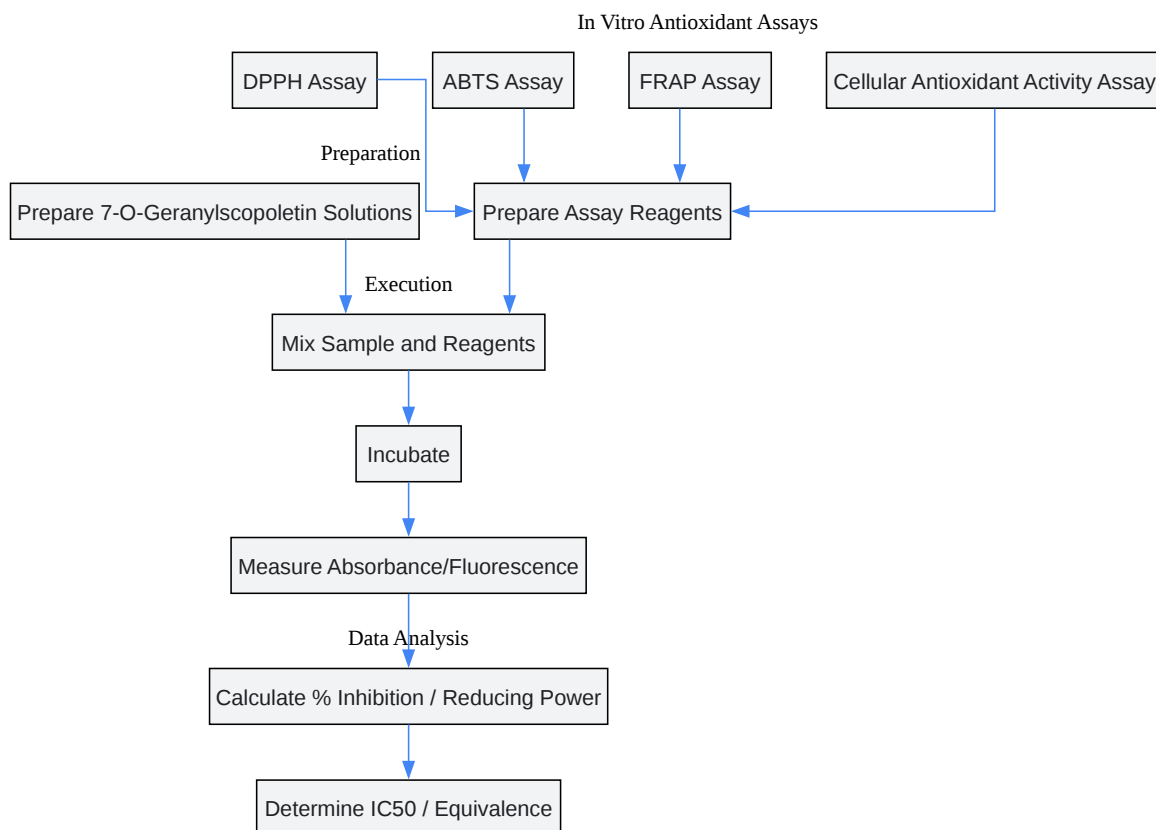 In Vitro Antioxidant Assays
DPPH Assay
ABTS Assay
FRAP Assay
Cellular Antioxidant Activity Assay
Preparation
Prepare 7-O-Geranylscopoletin Solutions
Prepare Assay Reagents
Execution
Mix Sample and Reagents
Incubate
Measure Absorbance/Fluorescence
Data Analysis
Calculate % Inhibition / Reducing Power
Determine IC50 / Equivalence